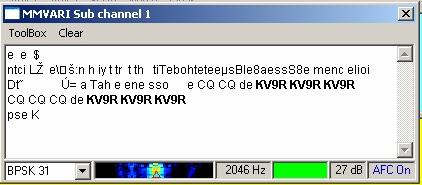 MMVARI Sub channel 1
ToolBox Clear
e e $
ntci LŽ e\¤š:n h iy t tr t th tiTebohteteeµsBle8aessS8e menc elioi
Dť˝ Ú= a Tah e ene sso e CQ CQ de KV9R KV9R KV9R
CQ CQ CQ de KV9R KV9R KV9R
pse K
BPSK 31 2046 Hz 27 dB AFC On